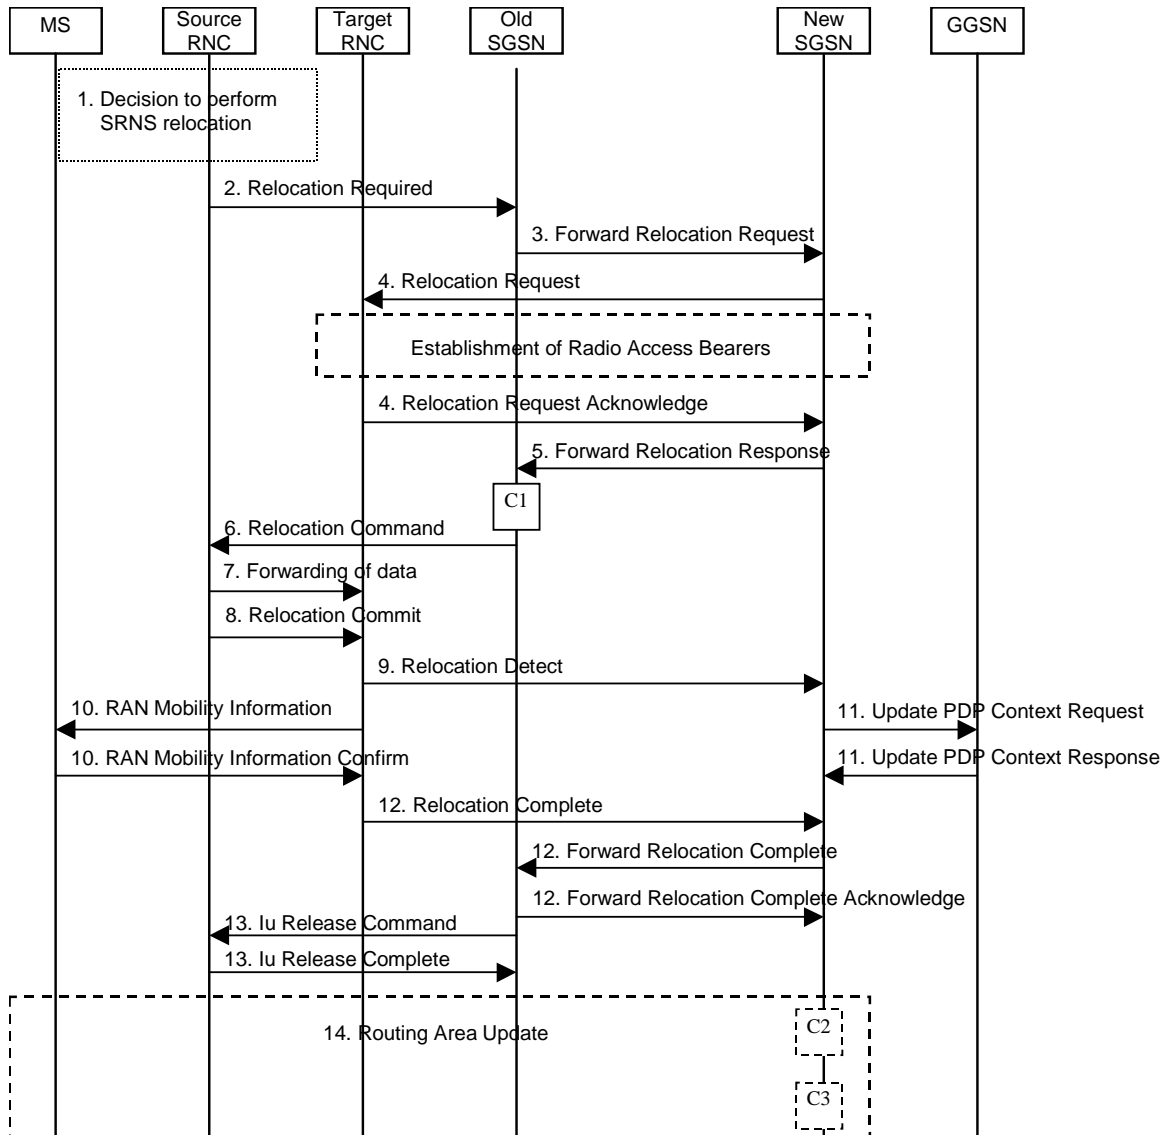 MS
Source
RNC
Target
RNC
Old
SGSN
New
SGSN
GGSN
1. Decision to perform
SRNS relocation
2. Relocation Required
3. Forward Relocation Request
4. Relocation Request
Establishment of Radio Access Bearers
4. Relocation Request Acknowledge
5. Forward Relocation Response
C1
6. Relocation Command
7. Forwarding of data
8. Relocation Commit
9. Relocation Detect
10. RAN Mobility Information
11. Update PDP Context Request
10. RAN Mobility Information Confirm
11. Update PDP Context Response
12. Relocation Complete
12. Forward Relocation Complete
12. Forward Relocation Complete Acknowledge
13. Iu Release Command
13. Iu Release Complete
14. Routing Area Update
C2
C3